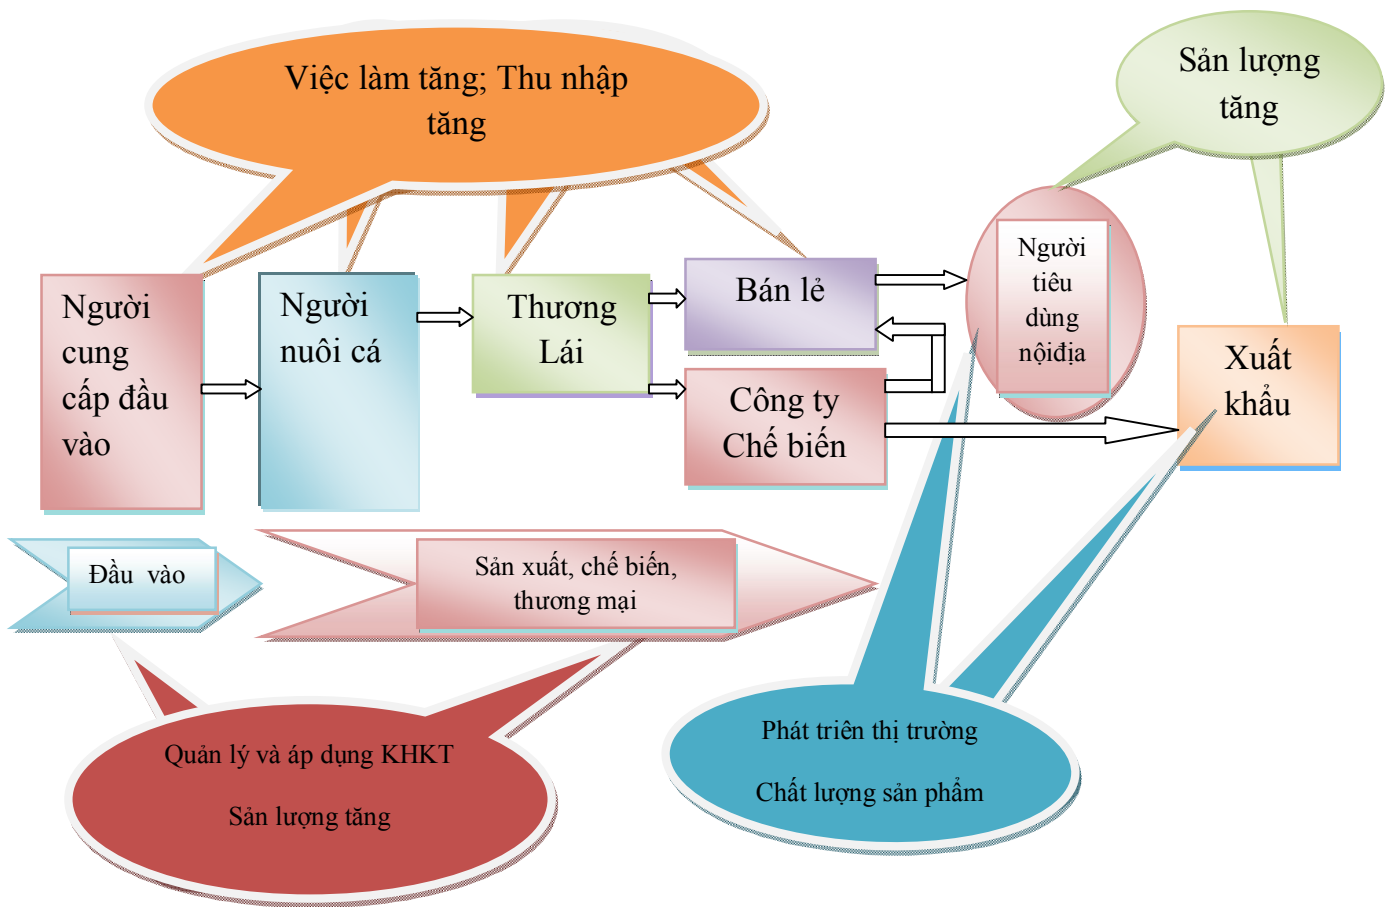 Việc làm tăng; Thu nhập
tăng
Sản lượng
tăng
Người
cung
cấp đầu
vào
Người
nuôi cá
Thương
Lái
Bán lẻ
Công ty
Chế biến
Người
tiêu
dùng
nộiđịa
Xuất
khẩu
Đầu vào
Sản xuất, chế biến,
thương mại
Quản lý và áp dụng KHKT
Sản lượng tăng
Phát triên thị trường
Chất lượng sản phẩm